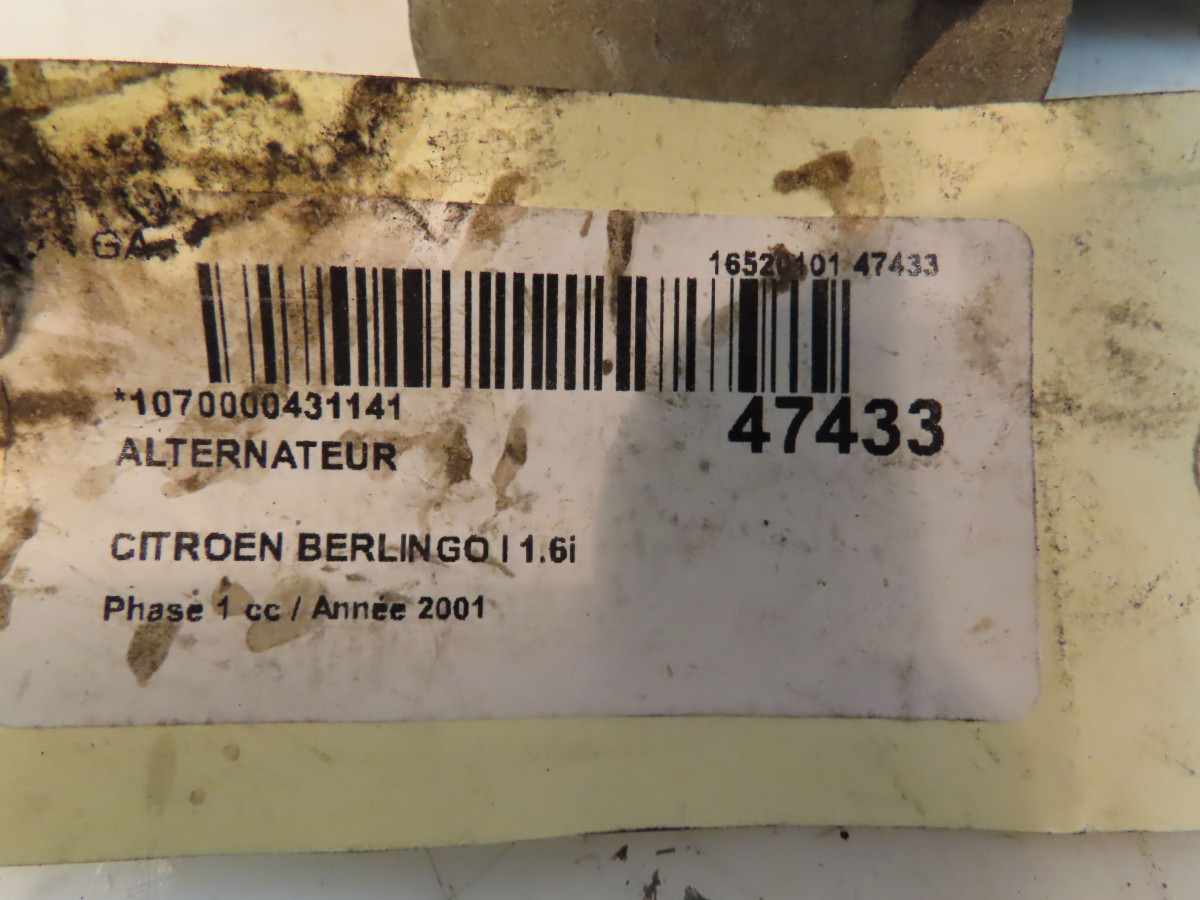 GA
16520101 47433
*1070000431141
47433
ALTERNATEUR
CITROEN BERLINGO I 1.6i
Phase 1 cc / Année 2001